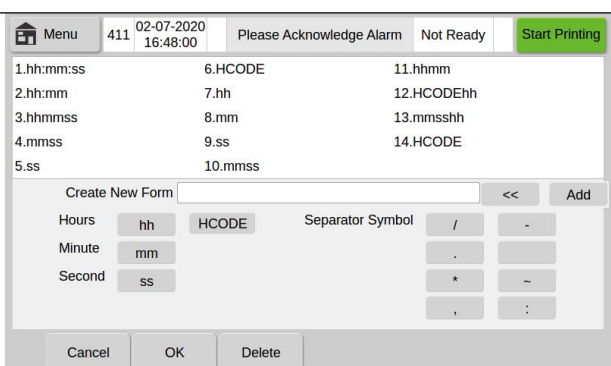 Menu 411 02-07-2020 Please Acknowledge Alarm Not Ready Start Printing
16:48:00
1.hh:mm:ss 6.HCODE 11.hhmm
2.hh:mm 7.hh 12.HCODEhh
3.hhmmss 8.mm 13.mmsshh
4.mmss 9.ss 14.HCODE
5.ss 10.mmss
Create New Form << Add
Hours hh HCODE Separator Symbol / -
Minute mm .
Second ss * ~
, :
Cancel OK Delete